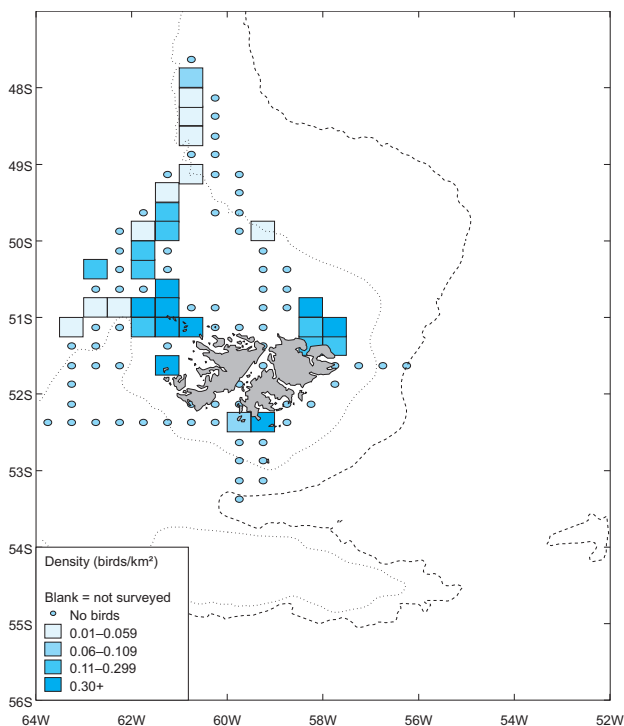 48S
49S
50S
51S
52S
53S
54S
55S
56S
Density (birds/km²)
Blank = not surveyed
No birds
0.01–0.059
0.06–0.109
0.11–0.299
0.30+
64W 62W 60W 58W 56W 54W 52W